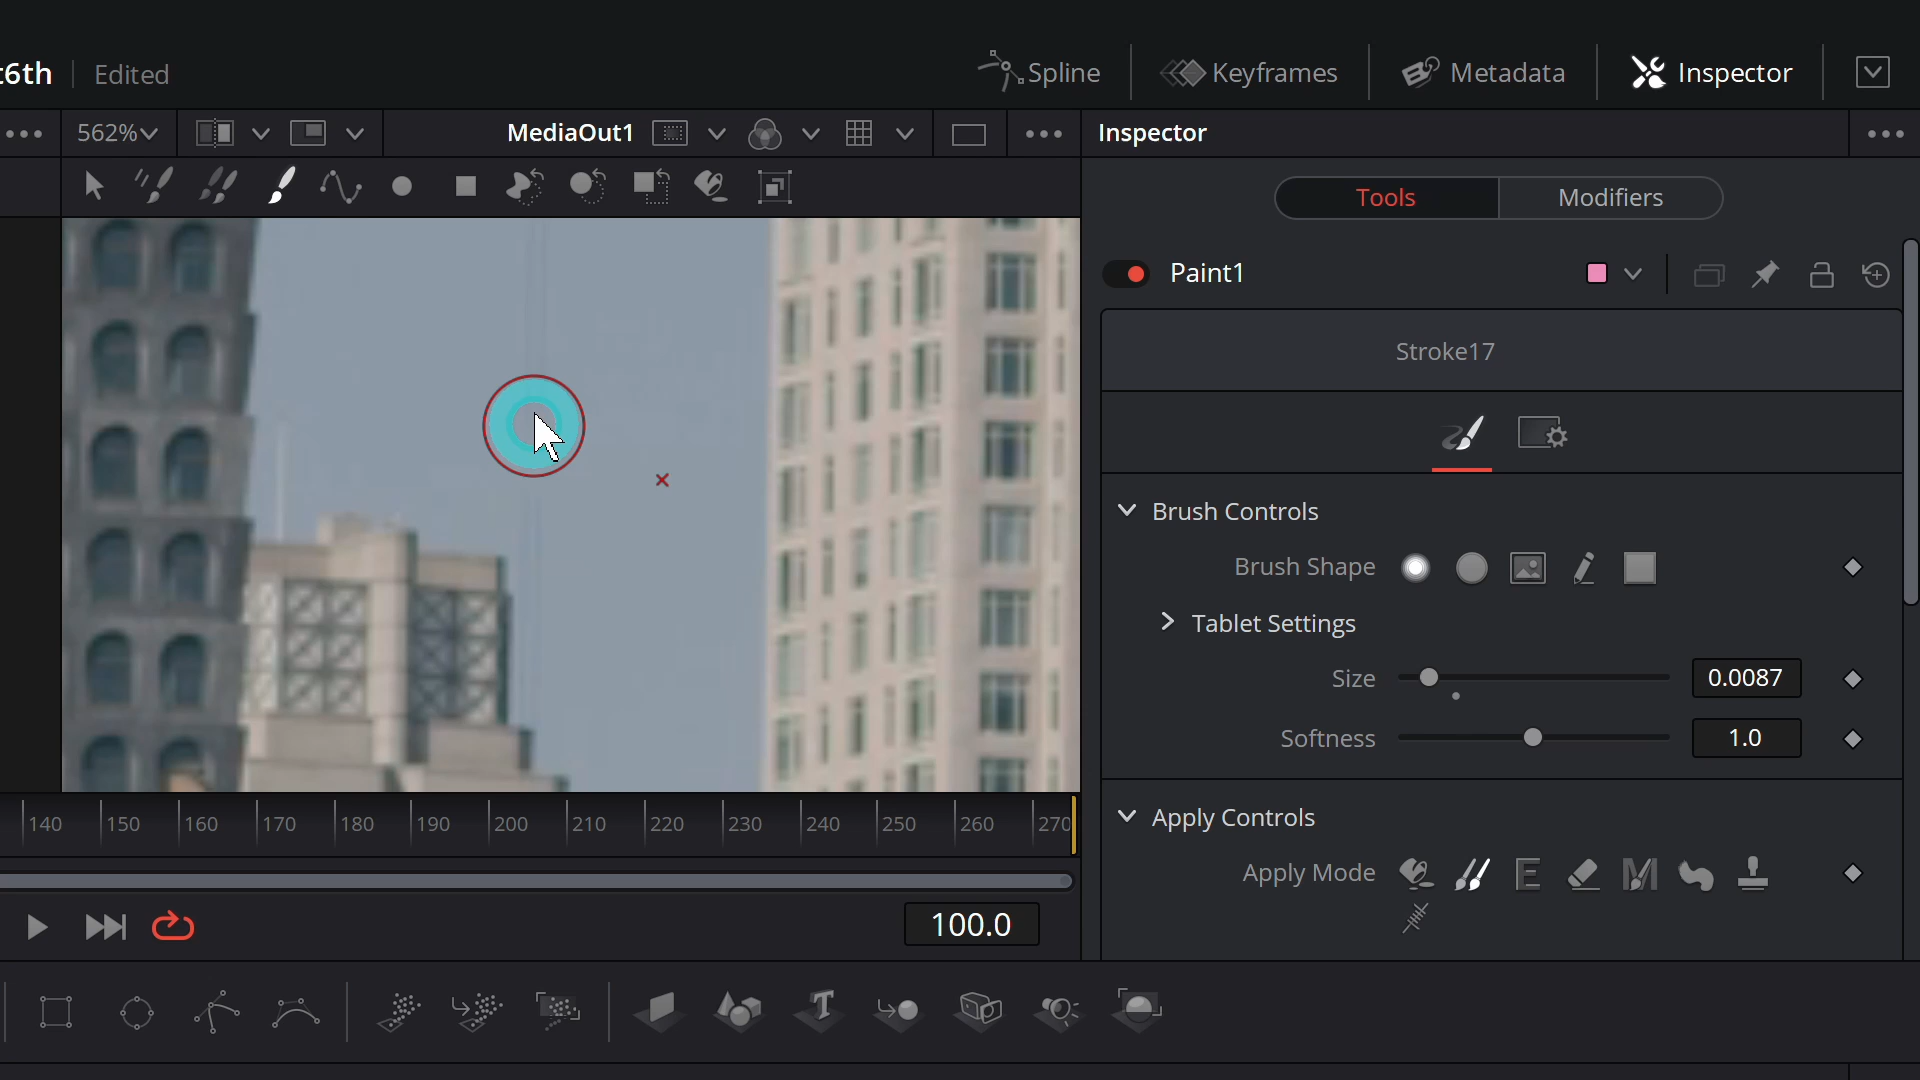 t6th Edited Spline Keyframes Metadata Inspector
562% MediaOut1 Inspector
Tools Modifiers
Paint1
Stroke17
Brush Controls
Brush Shape
Tablet Settings
Size 0.0087
Softness 1.0
Apply Controls
140 150 160 170 180 190 200 210 220 230 240 250 260 270
Apply Mode
100.0